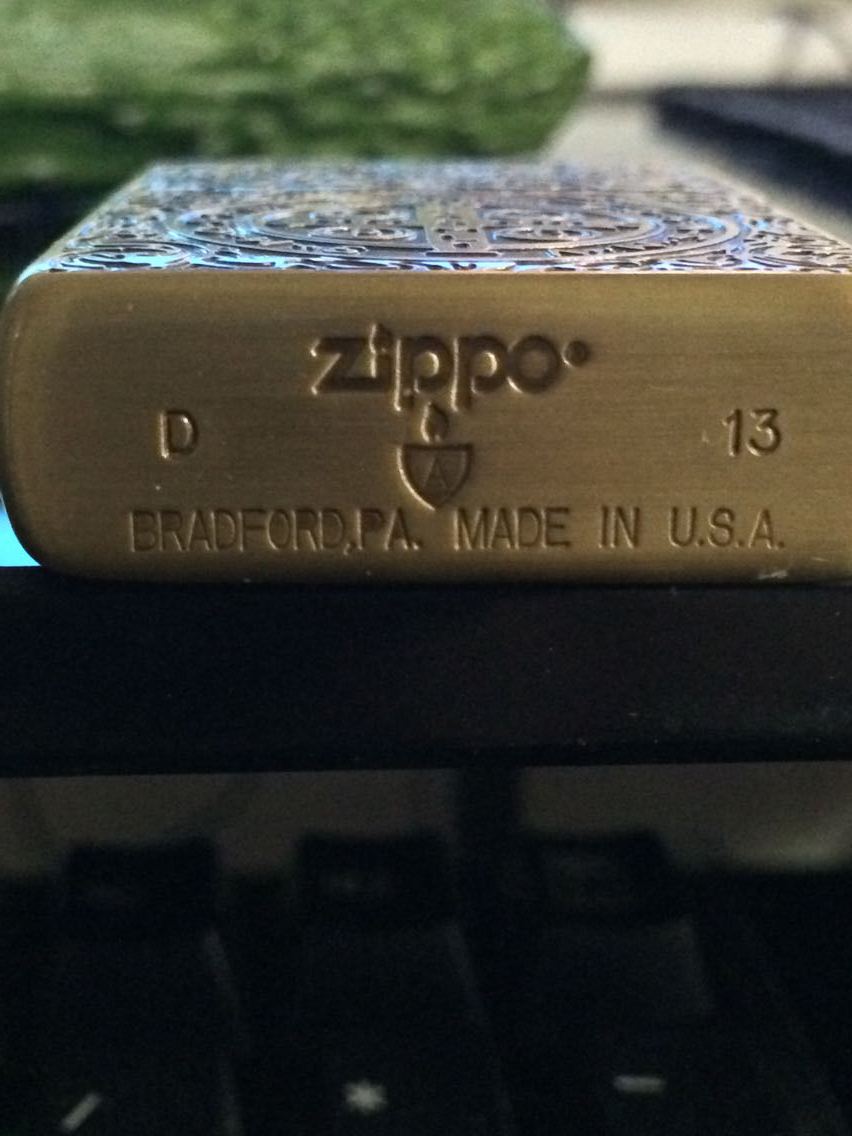 zippo®
D 13
A
BRADFORD,PA. MADE IN U.S.A.
/ * -